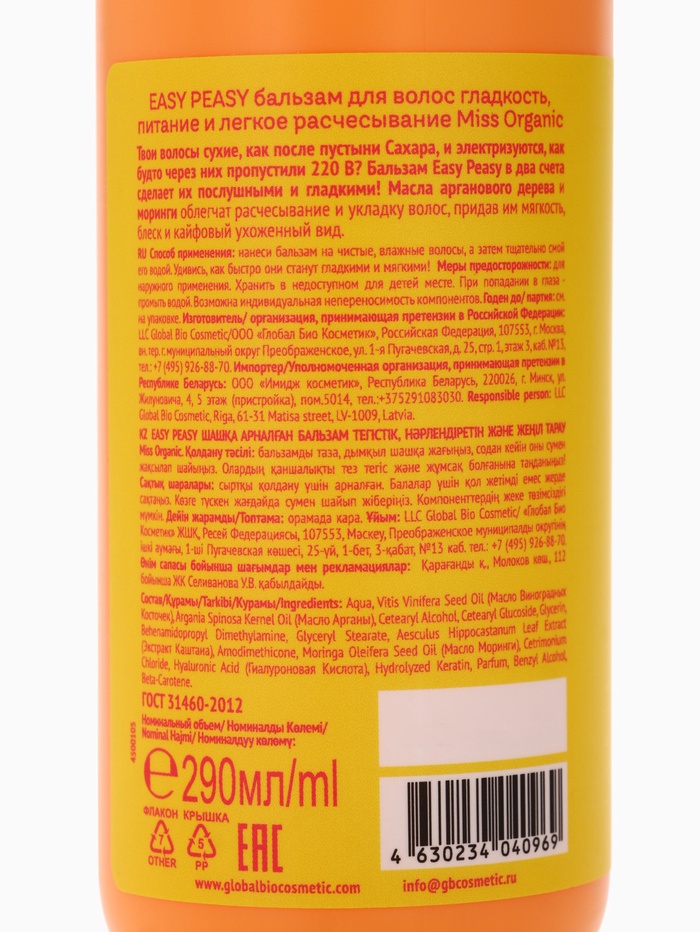 EASY PEASY бальзам для волос гладкость,
питание и легкое расчесывание Miss Organic
Твои волосы сухие, как после пустыни Сахара, и электризуются, как
будто через них пропустили 220 В? Бальзам Easy Peasy в два счета
сделает их послушными и гладкими! Масла арганового дерева и
моринги облегчат расчесывание и укладку волос, придав им мягкость,
блеск и кайфовый ухоженный вид.
RU Способ применения: нанеси бальзам на чистые, влажные волосы, а затем тщательно смой
его водой. Удивись, как быстро они станут гладкими и мягкими! Меры предосторожности: для
наружного применения. Хранить в недоступном для детей месте. При попадании в глаза -
промыть водой. Возможна индивидуальная непереносимость компонентов. Годен до/ партия: см.
на упаковке. Изготовитель/ организация, принимающая претензии в Российской Федерации:
LLC Global Bio Cosmetic/ООО «Глобал Био Косметик», Российская Федерация, 107553, г. Москва,
вн.тер. г. муниципальный округ Преображенское, ул. 1-я Пугачевская, д. 25, стр. 1, этаж 3, каб. №13,
тел.: +7 (495) 926-88-70. Импортер/Уполномоченная организация, принимающая претензии в
Республике Беларусь: ООО «Имидж косметик», Республика Беларусь, 220026, г. Минск, ул.
Жилуновича, 4, 5 этаж (пристройка), пом.5014, тел.:+375291083030. Responsible person: LLC
Global Bio Cosmetic, Riga, 61-31 Matisa street, LV-1009, Latvia.
KZ EASY PEASY ШАШҚА АРНАЛҒАН БАЛЬЗАМ ТЕГІСТІК, НӘРЛЕНДІРЕТІН ЖӘНЕ ЖЕҢІЛ ТАРАУ
Miss Organic. Қолдану тәсілі: бальзамды таза, дымқыл шашқа жағыңыз, содан кейін оны сумен
жақсылап шайыңыз. Олардың қаншалықты тез тегіс және жұмсақ болғанына таңданыңыз!
Сақтық шаралары: сыртқы қолдану үшін арналған. Балалар үшін қол жетімді емес жерде
сақтаңыз. Көзге түскен жағдайда сумен шайып жіберіңіз. Компоненттердің жеке төзімсіздігі
мүмкін. Дейін жарамды/Топтама: орамада қара. Ұйым: LLC Global Bio Cosmetic/ «Глобал Био
Косметик» ЖШҚ, Ресей Федерациясы, 107553, Мәскеу, Преображенское муниципалды округінің
ішкі аумағы, 1-ші Пугачевская көшесі, 25-үй, 1-бет, 3-қабат, №13 каб. тел.: +7 (495) 926-88-70.
Өнім сапасы бойынша шағымдар мен рекламациялар: Қарағанды қ., Молоков көш., 112
бойынша ЖК Селиванова У.В. қабылдайды.
Состав/Құрамы/Tarkibi/Курамы/Ingredients: Aqua, Vitis Vinifera Seed Oil (Масло Виноградных
Косточек), Argania Spinosa Kernel Oil (Масло Арганы), Cetearyl Alcohol, Cetearyl Glucoside, Glycerin,
Behenamidopropyl Dimethylamine, Glyceryl Stearate, Aesculus Hippocastanum Leaf Extract
(Экстракт Каштана), Amodimethicone, Moringa Oleifera Seed Oil (Масло Моринги), Cetrimonium
Chloride, Hyaluronic Acid (Гиалуроновая Кислота), Hydrolyzed Keratin, Parfum, Benzyl Alcohol,
Beta-Carotene.
ГОСТ 31460-2012
Номинальный объем/ Номиналды Көлемі/
Nominal Hajmi/ Номиналдуу көлөмү:
4500105
℮290мл/ml
ФЛАКОН КРЫШКА
7 5
OTHER PP
EAC
4 630234 040969
www.globalbiocosmetic.com info@gbcosmetic.ru